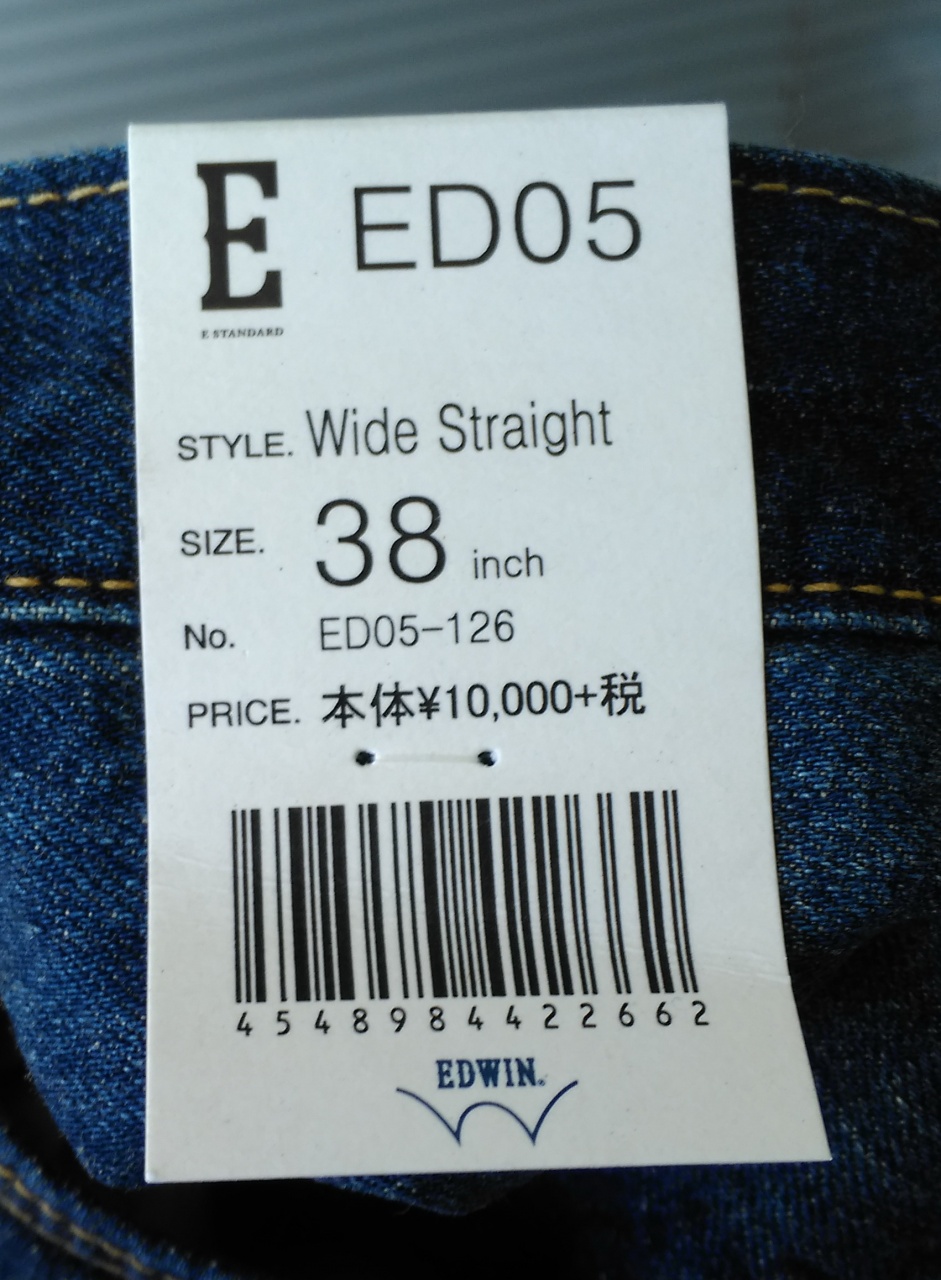 E ED05
E STANDARD
STYLE. Wide Straight
SIZE. 38 inch
No. ED05-126
PRICE. 本体¥10,000+税
4548984422662
EDWIN.